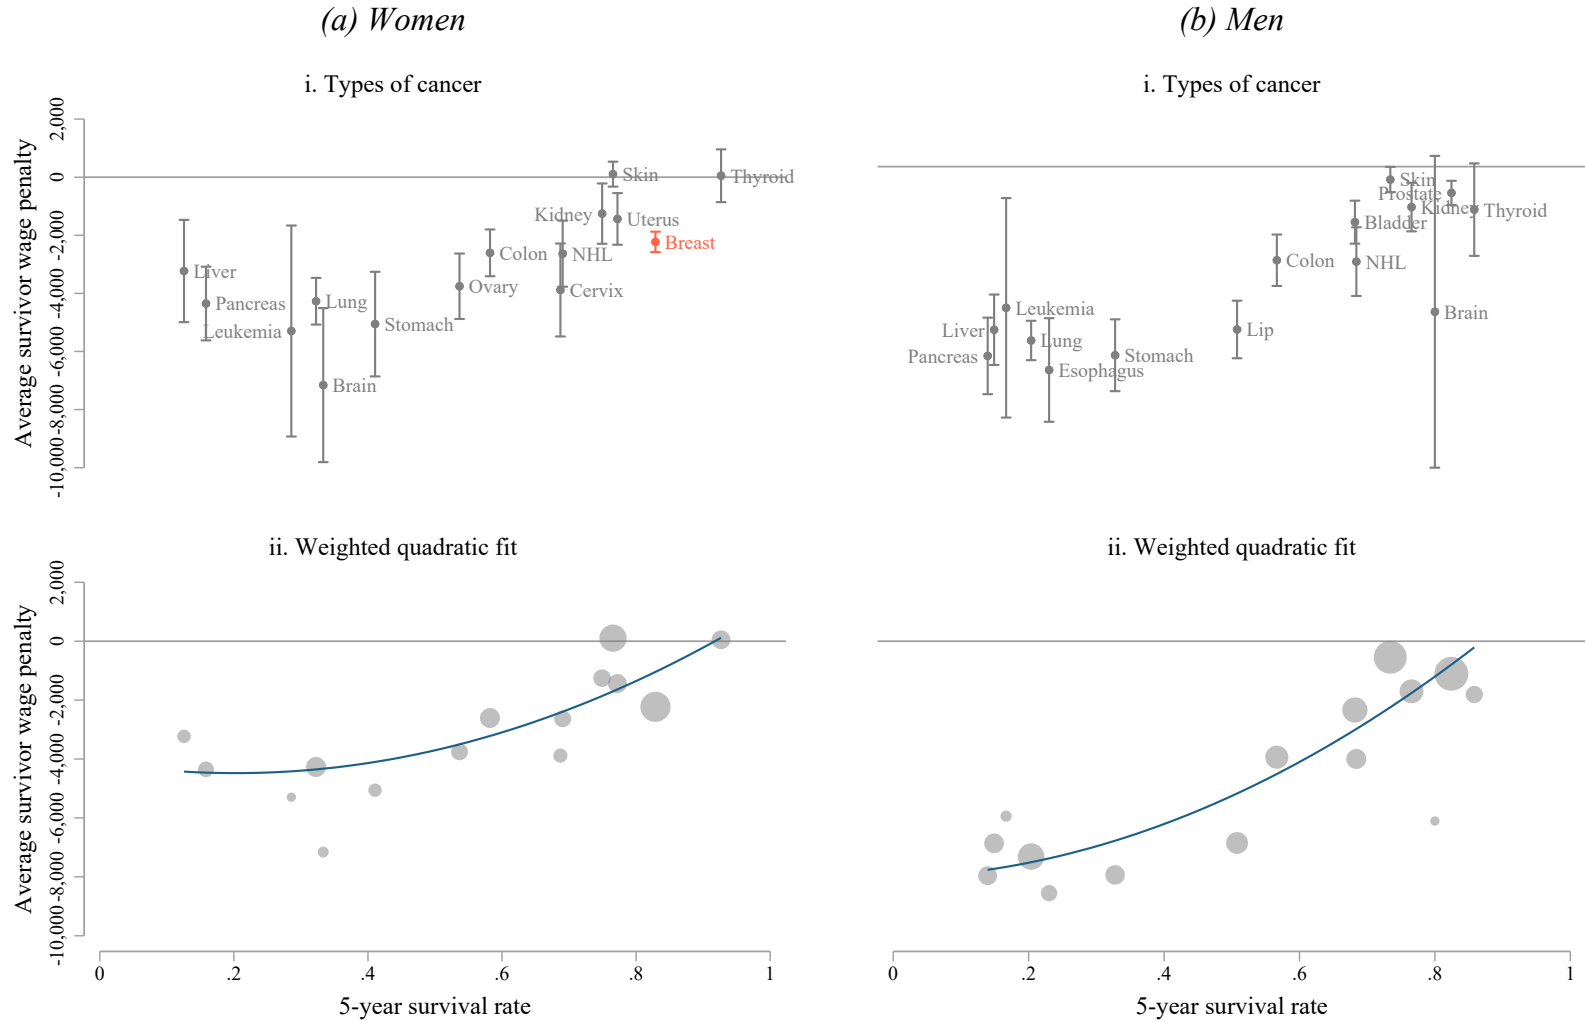 (a) Women
(b) Men
i. Types of cancer
i. Types of cancer
Average survivor wage penalty
2,000
0
-2,000
-4,000
-6,000
-8,000
-10,000
Liver
Pancreas
Leukemia
Lung
Brain
Stomach
Ovary
Colon
NHL
Cervix
Kidney
Skin
Uterus
Breast
Thyroid
Pancreas
Liver
Leukemia
Lung
Esophagus
Stomach
Lip
Colon
Bladder
NHL
Skin
Prostate
Kidney
Thyroid
Brain
ii. Weighted quadratic fit
ii. Weighted quadratic fit
Average survivor wage penalty
2,000
0
-2,000
-4,000
-6,000
-8,000
-10,000
0 .2 .4 .6 .8 1
0 .2 .4 .6 .8 1
5-year survival rate
5-year survival rate